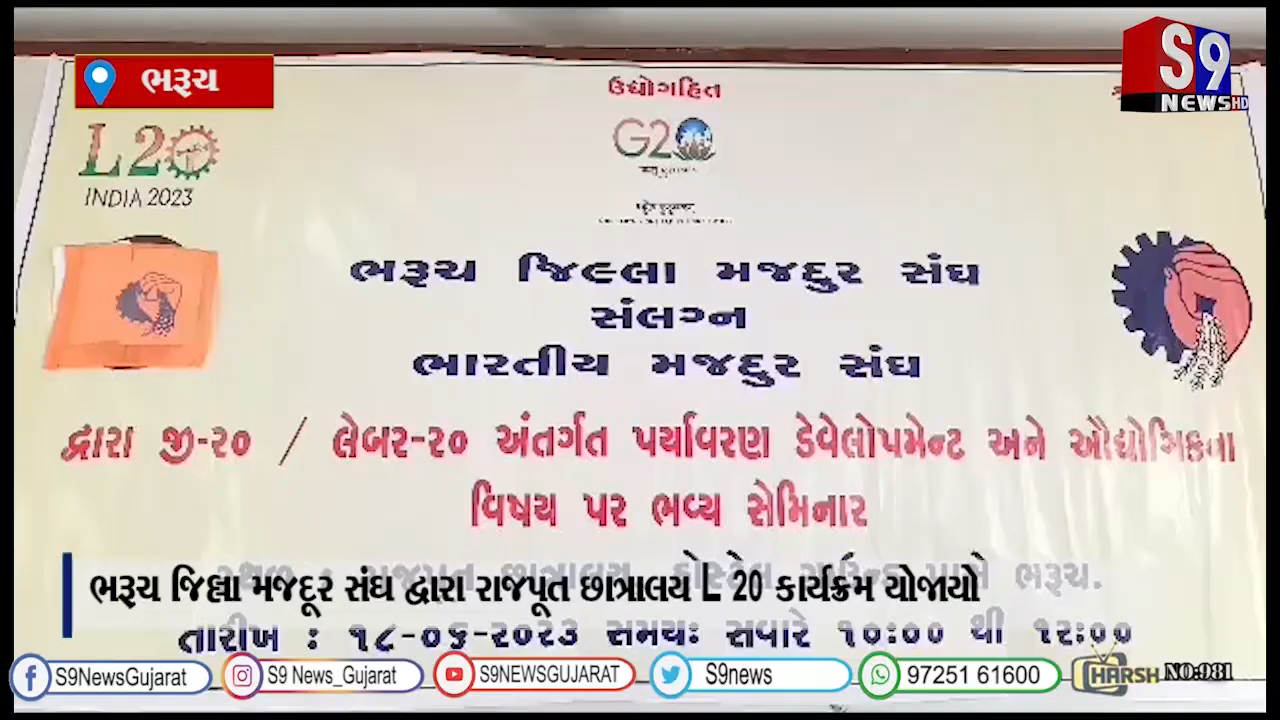 ભરૂચ
S9
NEWS HD
ઉદ્યોગહિત
L20
INDIA 2023
G20
ભરૂચ જિલ્લા મજદુર સંઘ
સંલગ્ન
ભારતીય મજદુર સંઘ
દ્વારા જી-૨૦ / લેબર-૨૦ અંતર્ગત પર્યાવરણ ડેવેલોપમેન્ટ અને ઔદ્યોગિકના
વિષય પર ભવ્ય સેમિનાર
ભરૂચ.
ભરૂચ જિલ્લા મજદૂર સંઘ દ્વારા રાજપૂત છાત્રાલય L 20 કાર્યક્રમ યોજાયો
તારીખ : ૧૮-૦૬-૨૦૨૩ સમયઃ સવારે ૧૦:૦૦ થી ૧૨:૦૦
S9NewsGujarat S9 News_Gujarat S9NEWSGUJARAT S9news 97251 61600 HARSH NO:981